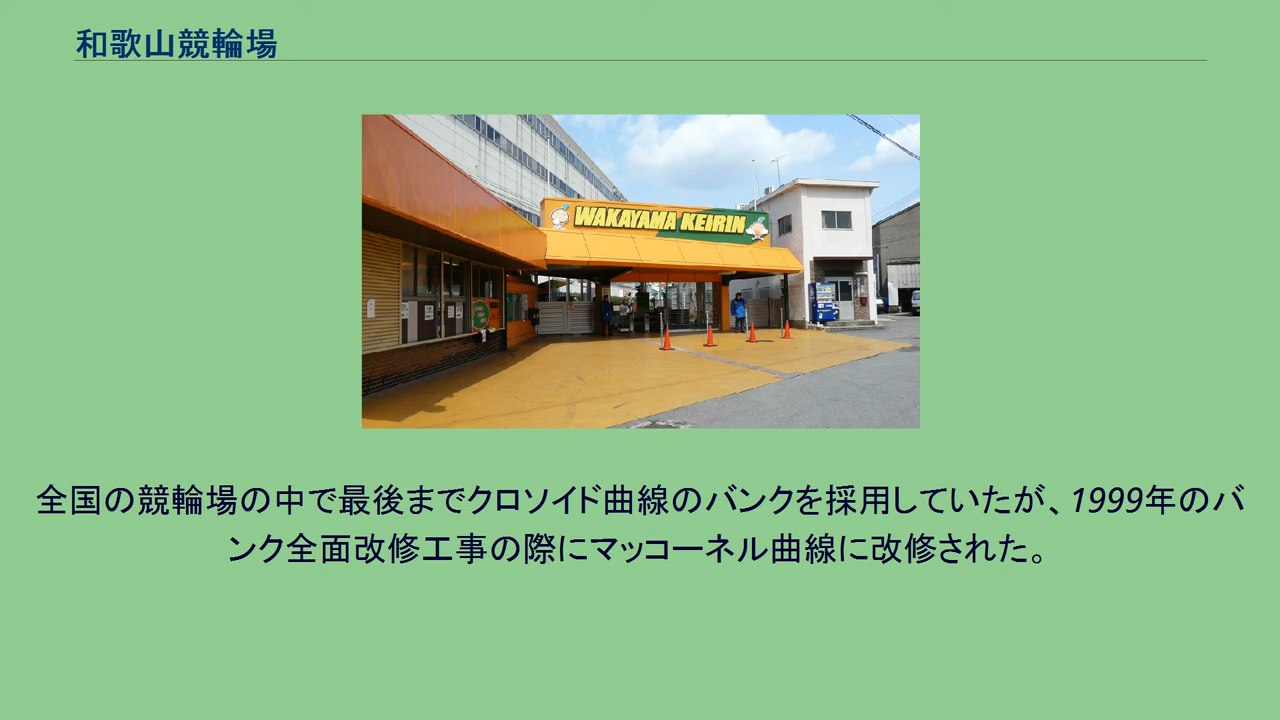 和歌山競輪場
WAKAYAMA KEIRIN
全国の競輪場の中で最後までクロソイド曲線のバンクを採用していたが、1999年のバ
ンク全面改修工事の際にマッコーネル曲線に改修された。